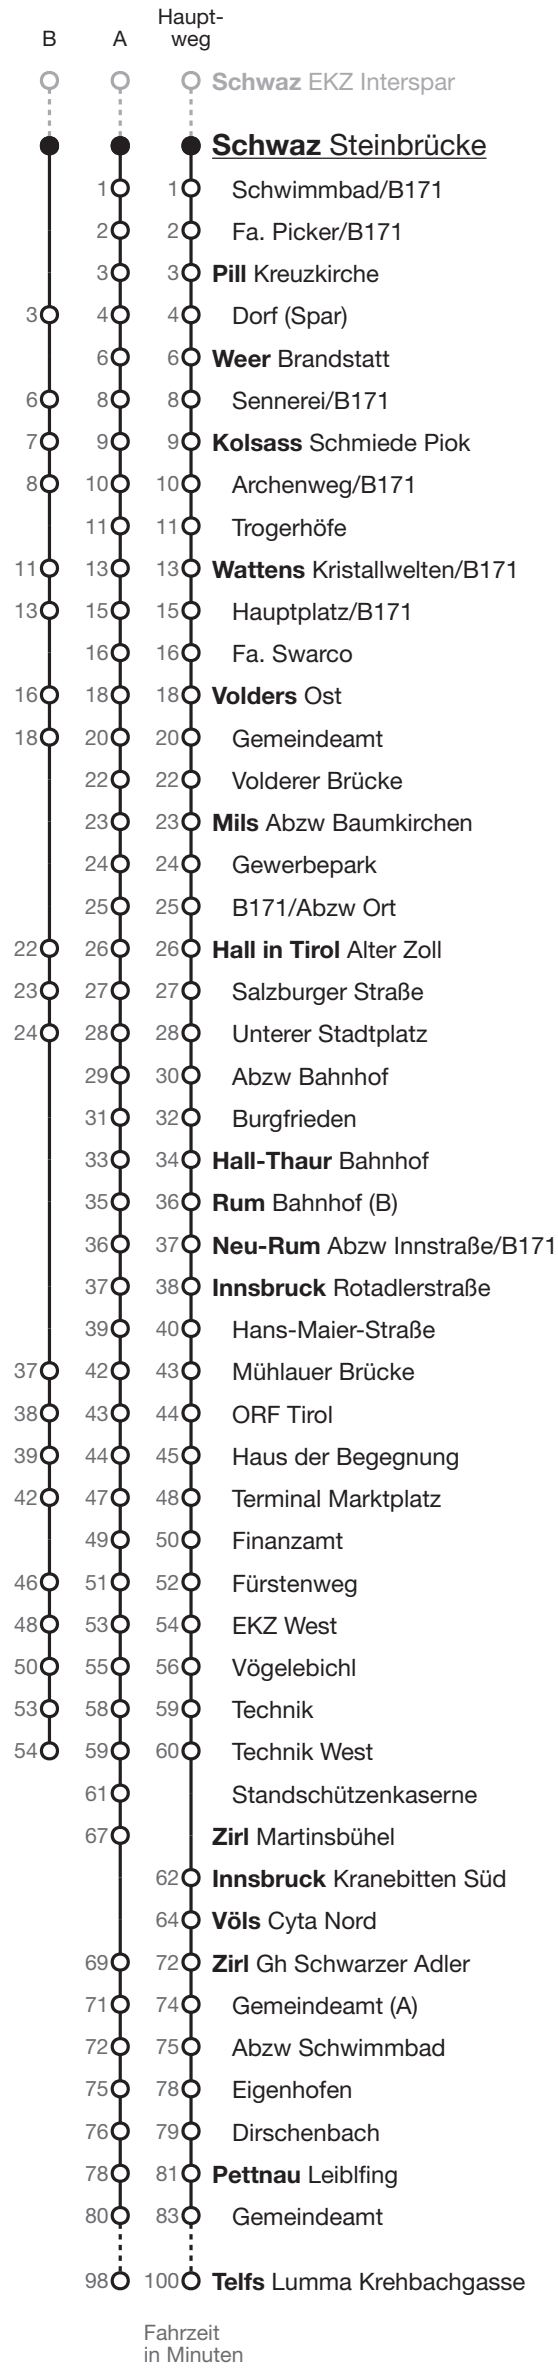 Haupt-
B A weg
Schwaz EKZ Interspar
Schwaz Steinbrücke
1 1 Schwimmbad/B171
2 2 Fa. Picker/B171
3 3 Pill Kreuzkirche
3 4 4 Dorf (Spar)
6 6 Weer Brandstatt
6 8 8 Sennerei/B171
7 9 9 Kolsass Schmiede Piok
8 10 10 Archenweg/B171
11 11 Trogerhöfe
11 13 13 Wattens Kristallwelten/B171
13 15 15 Hauptplatz/B171
16 16 Fa. Swarco
16 18 18 Volders Ost
18 20 20 Gemeindeamt
22 22 Volderer Brücke
23 23 Mils Abzw Baumkirchen
24 24 Gewerbepark
25 25 B171/Abzw Ort
22 26 26 Hall in Tirol Alter Zoll
23 27 27 Salzburger Straße
24 28 28 Unterer Stadtplatz
29 30 Abzw Bahnhof
31 32 Burgfrieden
33 34 Hall-Thaur Bahnhof
35 36 Rum Bahnhof (B)
36 37 Neu-Rum Abzw Innstraße/B171
37 38 Innsbruck Rotadlerstraße
39 40 Hans-Maier-Straße
37 42 43 Mühlauer Brücke
38 43 44 ORF Tirol
39 44 45 Haus der Begegnung
42 47 48 Terminal Marktplatz
49 50 Finanzamt
46 51 52 Fürstenweg
48 53 54 EKZ West
50 55 56 Vögelebichl
53 58 59 Technik
54 59 60 Technik West
61 Standschützenkaserne
67 Zirl Martinsbühel
62 Innsbruck Kranebitten Süd
64 Völs Cyta Nord
69 72 Zirl Gh Schwarzer Adler
71 74 Gemeindeamt (A)
72 75 Abzw Schwimmbad
75 78 Eigenhofen
76 79 Dirschenbach
78 81 Pettnau Leiblfing
80 83 Gemeindeamt
98 100 Telfs Lumma Krehbachgasse
Fahrzeit
in Minuten